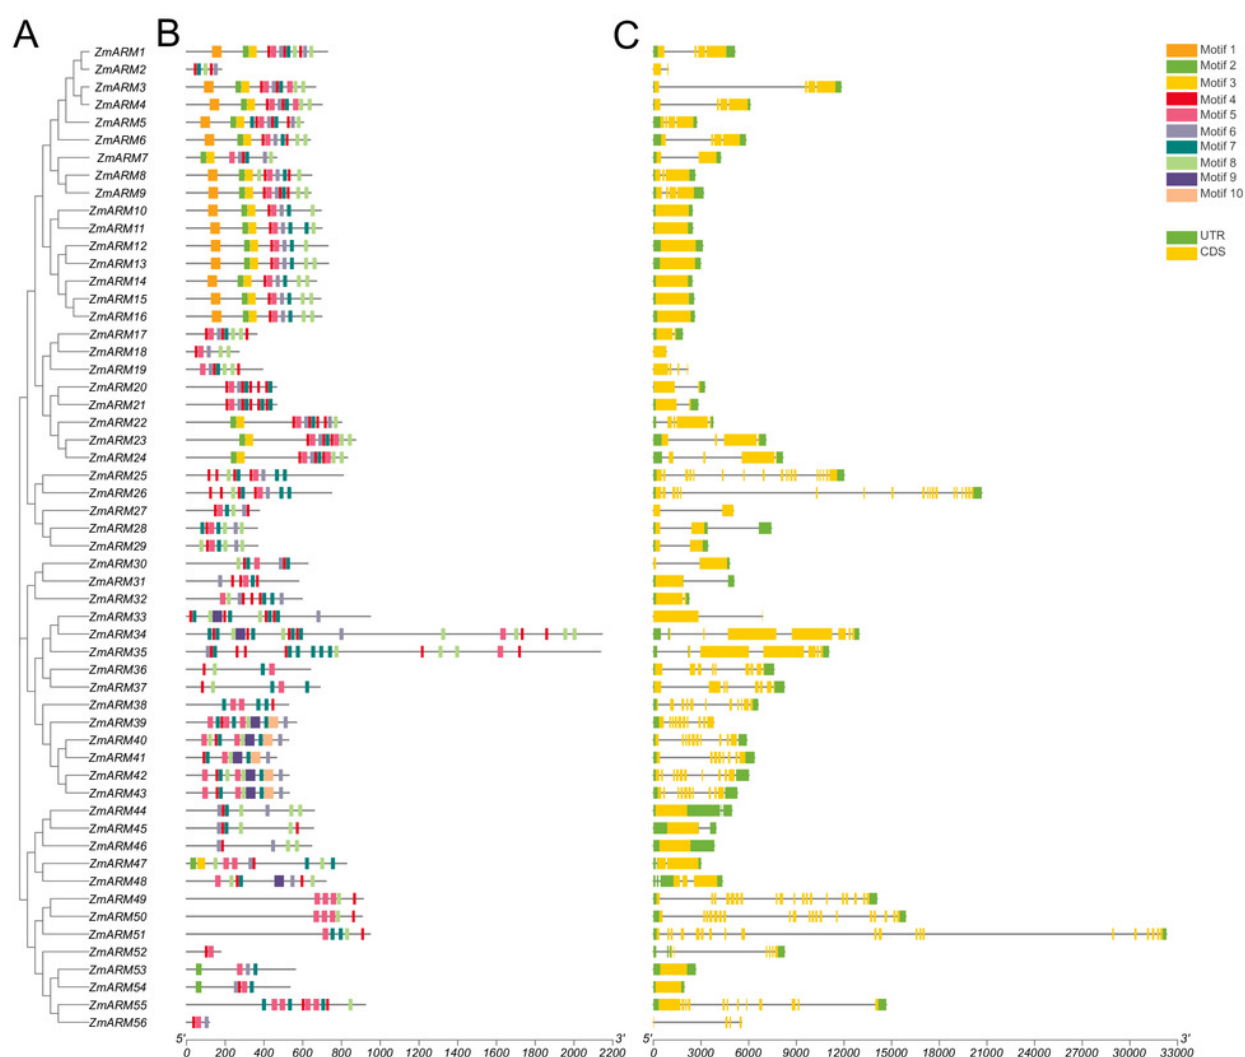 A B C
ZmARM1
ZmARM2
ZmARM3
ZmARM4
ZmARM5
ZmARM6
ZmARM7
ZmARM8
ZmARM9
ZmARM10
ZmARM11
ZmARM12
ZmARM13
ZmARM14
ZmARM15
ZmARM16
ZmARM17
ZmARM18
ZmARM19
ZmARM20
ZmARM21
ZmARM22
ZmARM23
ZmARM24
ZmARM25
ZmARM26
ZmARM27
ZmARM28
ZmARM29
ZmARM30
ZmARM31
ZmARM32
ZmARM33
ZmARM34
ZmARM35
ZmARM36
ZmARM37
ZmARM38
ZmARM39
ZmARM40
ZmARM41
ZmARM42
ZmARM43
ZmARM44
ZmARM45
ZmARM46
ZmARM47
ZmARM48
ZmARM49
ZmARM50
ZmARM51
ZmARM52
ZmARM53
ZmARM54
ZmARM55
ZmARM56
5' 3'
0 200 400 600 800 1000 1200 1400 1600 1800 2000 2200
5' 3'
0 3000 6000 9000 12000 15000 18000 21000 24000 27000 30000 33000
Motif 1
Motif 2
Motif 3
Motif 4
Motif 5
Motif 6
Motif 7
Motif 8
Motif 9
Motif 10
UTR
CDS